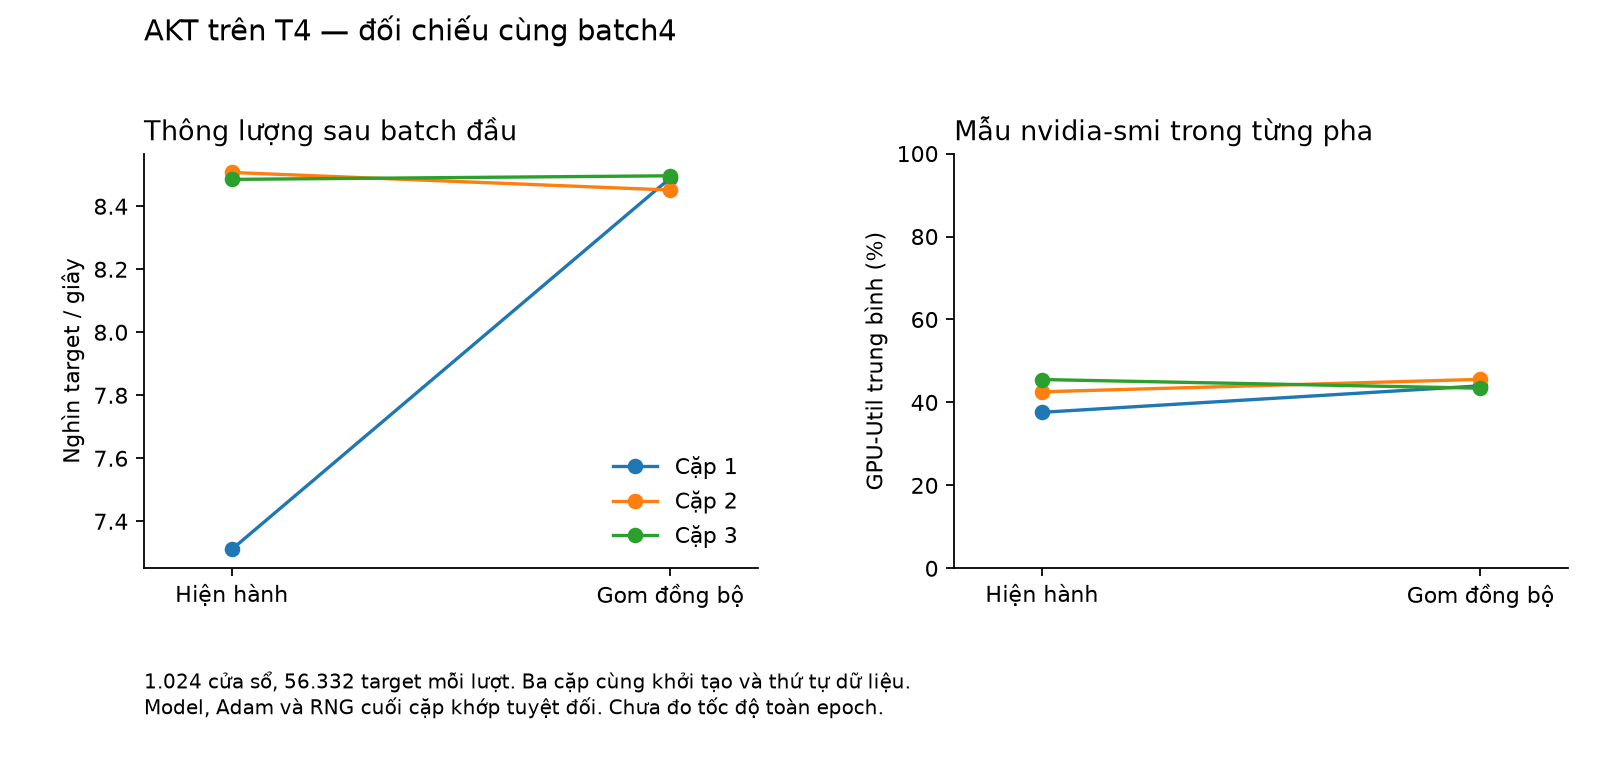 AKT trên T4 — đối chiếu cùng batch4
Thông lượng sau batch đầu
Nghìn target / giây
8.4
8.2
8.0
7.8
7.6
7.4
Cặp 1
Cặp 2
Cặp 3
Hiện hành
Gom đồng bộ
Mẫu nvidia-smi trong từng pha
GPU-Util trung bình (%)
100
80
60
40
20
0
Hiện hành
Gom đồng bộ
1.024 cửa sổ, 56.332 target mỗi lượt. Ba cặp cùng khởi tạo và thứ tự dữ liệu.
Model, Adam và RNG cuối cặp khớp tuyệt đối. Chưa đo tốc độ toàn epoch.